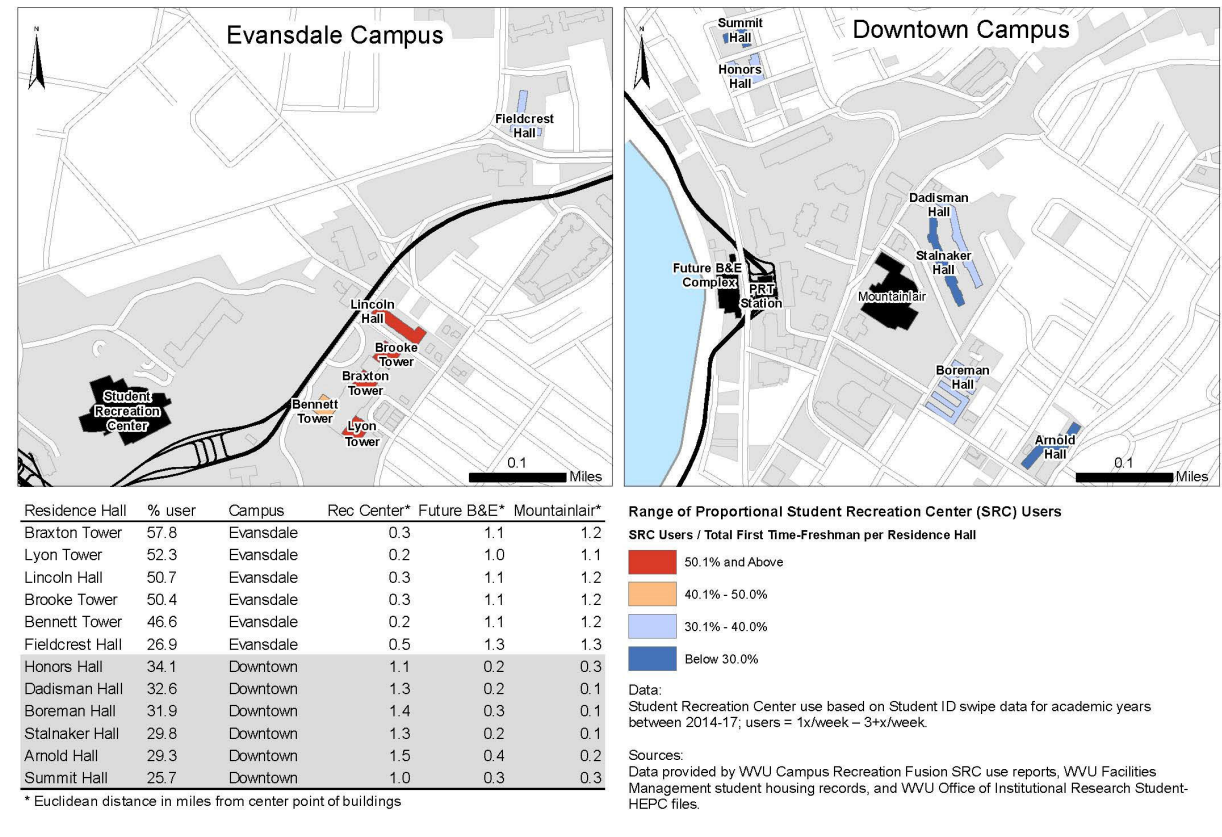 Evansdale Campus
N
Fieldcrest
Hall
Lincoln
Hall
Brooke
Tower
Braxton
Tower
Bennett
Tower
Lyon
Tower
Student
Recreation
Center
0.1
Miles
Downtown Campus
N
Summit
Hall
Honors
Hall
Dadisman
Hall
Stalnaker
Hall
Future B&E
Complex
PRT
Station
Mountainlair
Boreman
Hall
Arnold
Hall
0.1
Miles
Residence Hall % user Campus Rec Center* Future B&E* Mountainlair*
Braxton Tower 57.8 Evansdale 0.3 1.1 1.2
Lyon Tower 52.3 Evansdale 0.2 1.0 1.1
Lincoln Hall 50.7 Evansdale 0.3 1.1 1.2
Brooke Tower 50.4 Evansdale 0.3 1.1 1.2
Bennett Tower 46.6 Evansdale 0.2 1.1 1.2
Fieldcrest Hall 26.9 Evansdale 0.5 1.3 1.3
Honors Hall 34.1 Downtown 1.1 0.2 0.3
Dadisman Hall 32.6 Downtown 1.3 0.2 0.1
Boreman Hall 31.9 Downtown 1.4 0.3 0.1
Stalnaker Hall 29.8 Downtown 1.3 0.2 0.1
Arnold Hall 29.3 Downtown 1.5 0.4 0.2
Summit Hall 25.7 Downtown 1.0 0.3 0.3
* Euclidean distance in miles from center point of buildings
Range of Proportional Student Recreation Center (SRC) Users
SRC Users / Total First Time-Freshman per Residence Hall
50.1% and Above
40.1% - 50.0%
30.1% - 40.0%
Below 30.0%
Data:
Student Recreation Center use based on Student ID swipe data for academic years
between 2014-17; users = 1x/week – 3+x/week.
Sources:
Data provided by WVU Campus Recreation Fusion SRC use reports, WVU Facilities
Management student housing records, and WVU Office of Institutional Research Student-
HEPC files.